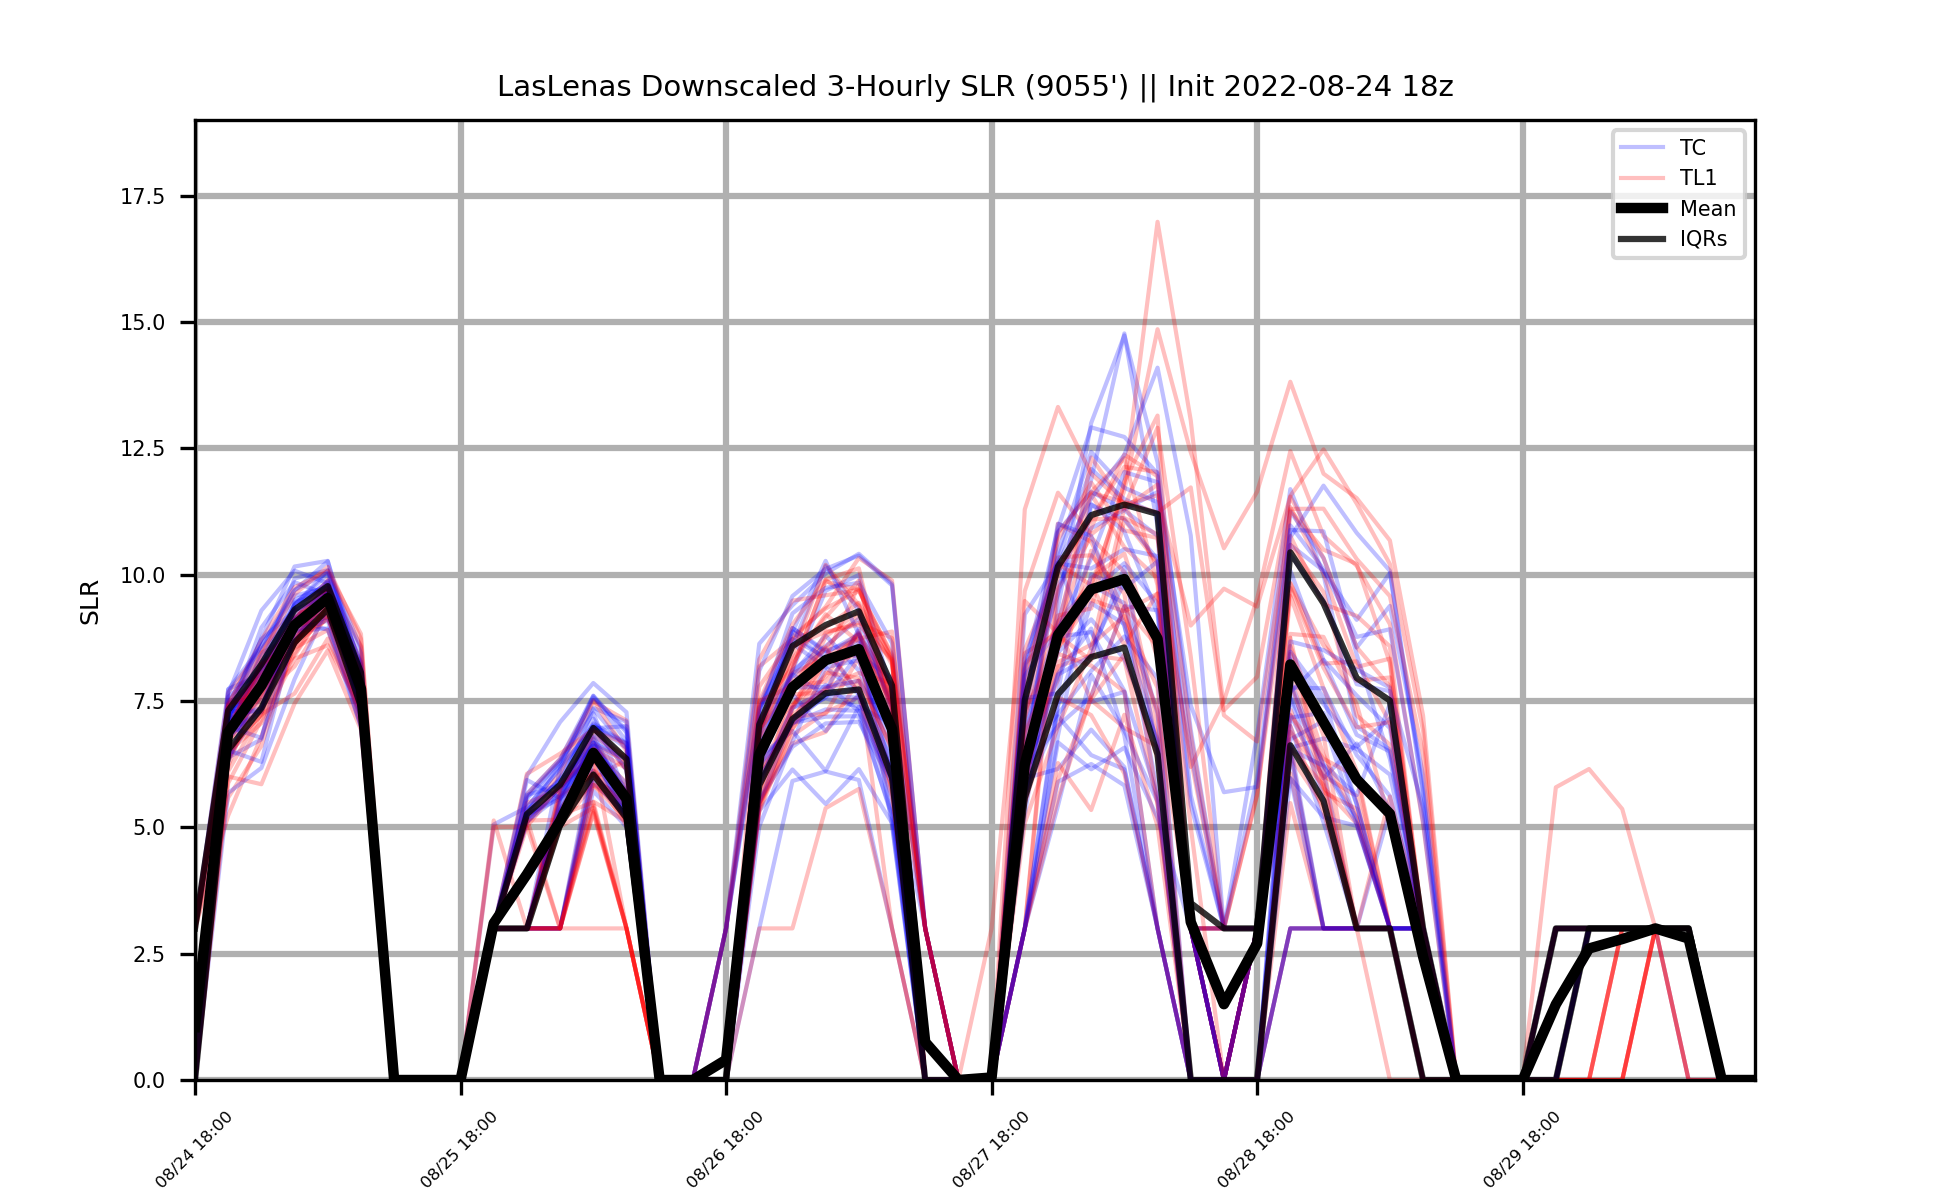 LasLenas Downscaled 3-Hourly SLR (9055') || Init 2022-08-24 18z
TC
TL1
Mean
IQRs
SLR
17.5
15.0
12.5
10.0
7.5
5.0
2.5
0.0
08/24 18:00
08/25 18:00
08/26 18:00
08/27 18:00
08/28 18:00
08/29 18:00